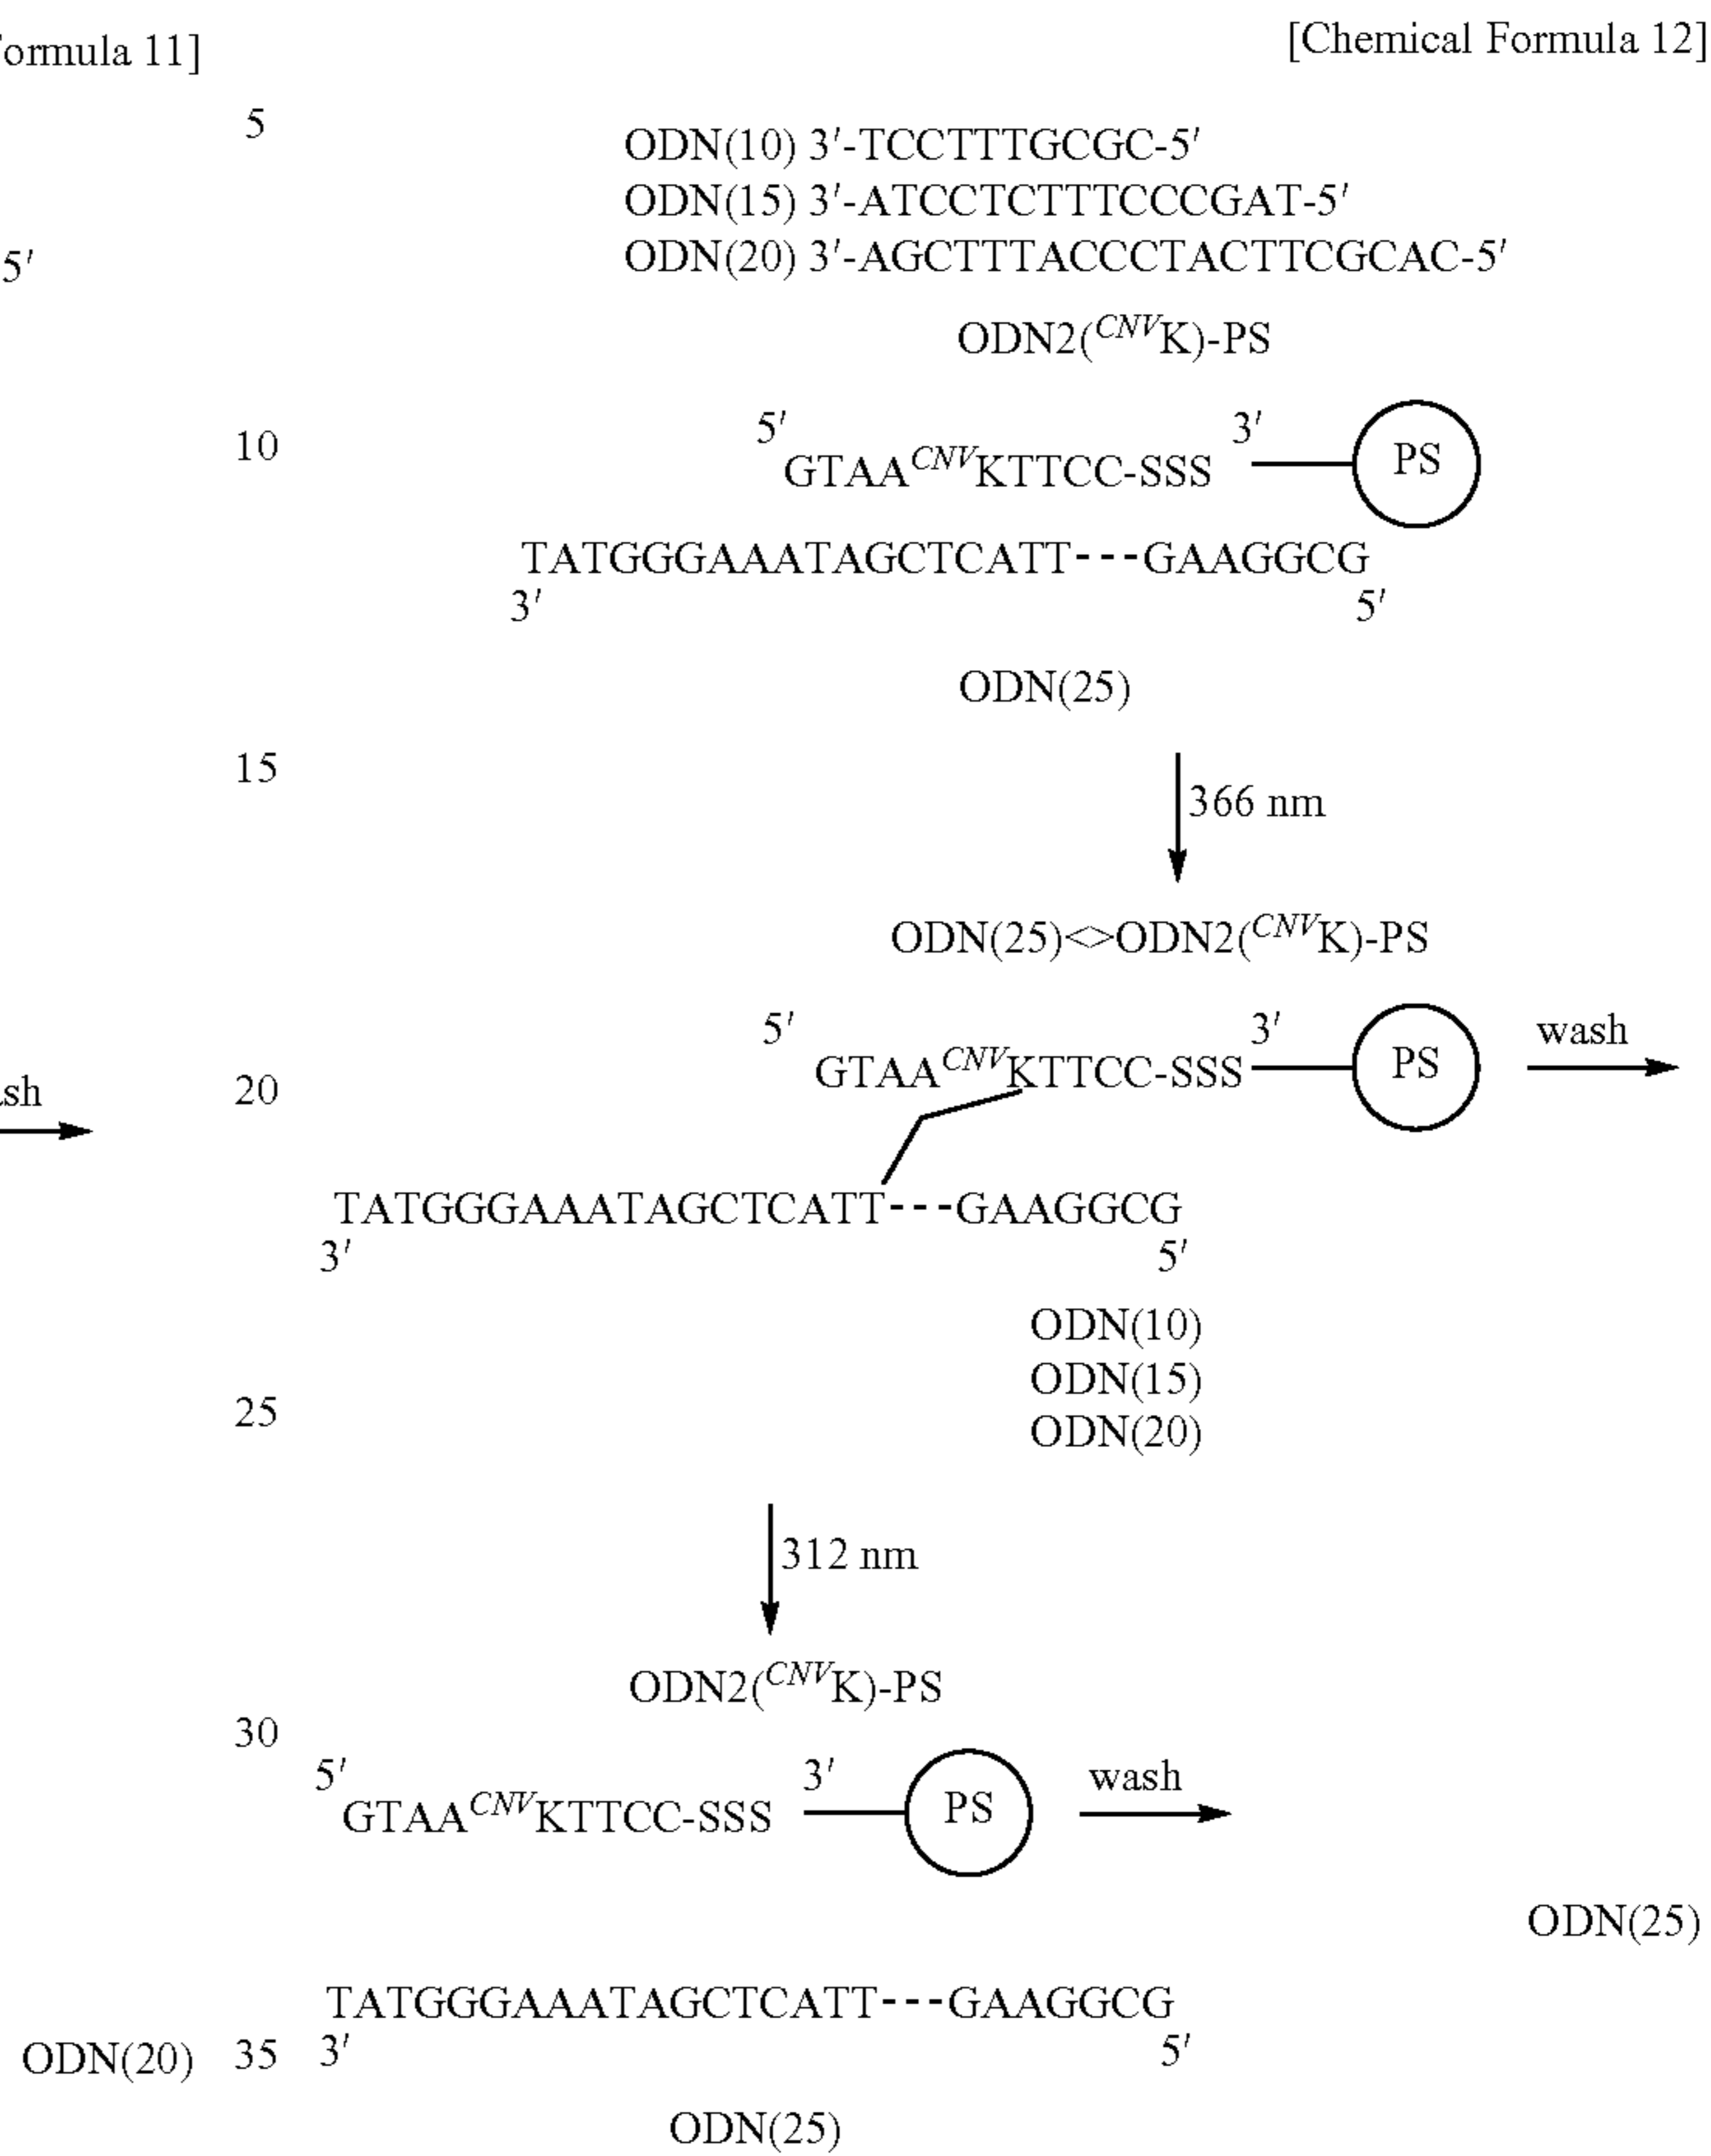 ormula 11]
[Chemical Formula 12]
5
ODN(10) 3′-TCCTTTGCGC-5′
ODN(15) 3′-ATCCTCTTTCCCGAT-5′
5′
ODN(20) 3′-AGCTTTACCCTACTTCGCAC-5′
ODN2(CNVK)-PS
10
5′ 3′
GTAACNVKTTCC-SSS PS
TATGGGAAATAGCTCATT---GAAGGCG
3′ 5′
ODN(25)
15
366 nm
ODN(25)<>ODN2(CNVK)-PS
5′ 3′ wash
GTAACNVKTTCC-SSS PS
sh
20
TATGGGAAATAGCTCATT---GAAGGCG
3′ 5′
ODN(10)
ODN(15)
25
ODN(20)
312 nm
ODN2(CNVK)-PS
30
5′ 3′ wash
GTAACNVKTTCC-SSS PS
ODN(25)
TATGGGAAATAGCTCATT---GAAGGCG
ODN(20)
35
3′ 5′
ODN(25)